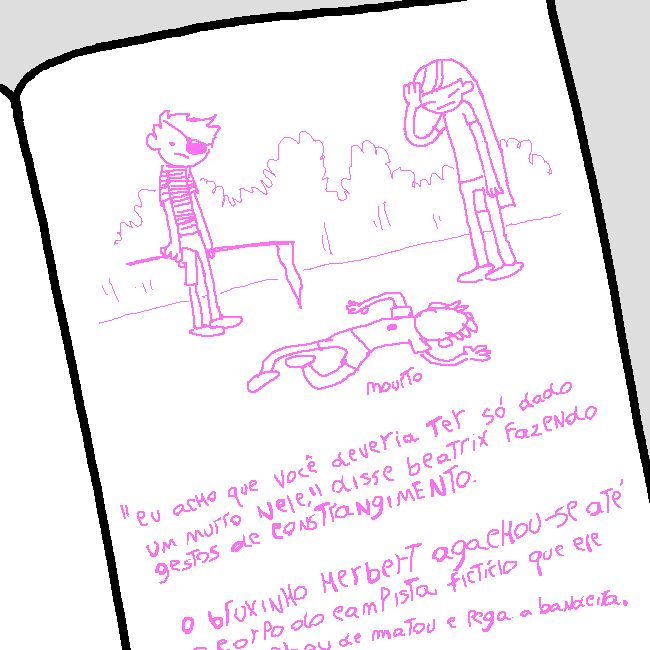 mourto
"eu acho que você deveria ter só dado
um murro nele," disse beatrix fazendo
gestos de constrangimento.
o bruxinho Herbert agachou-se até
corpo do campista fictício que ele
de matou e pega a bandeira.